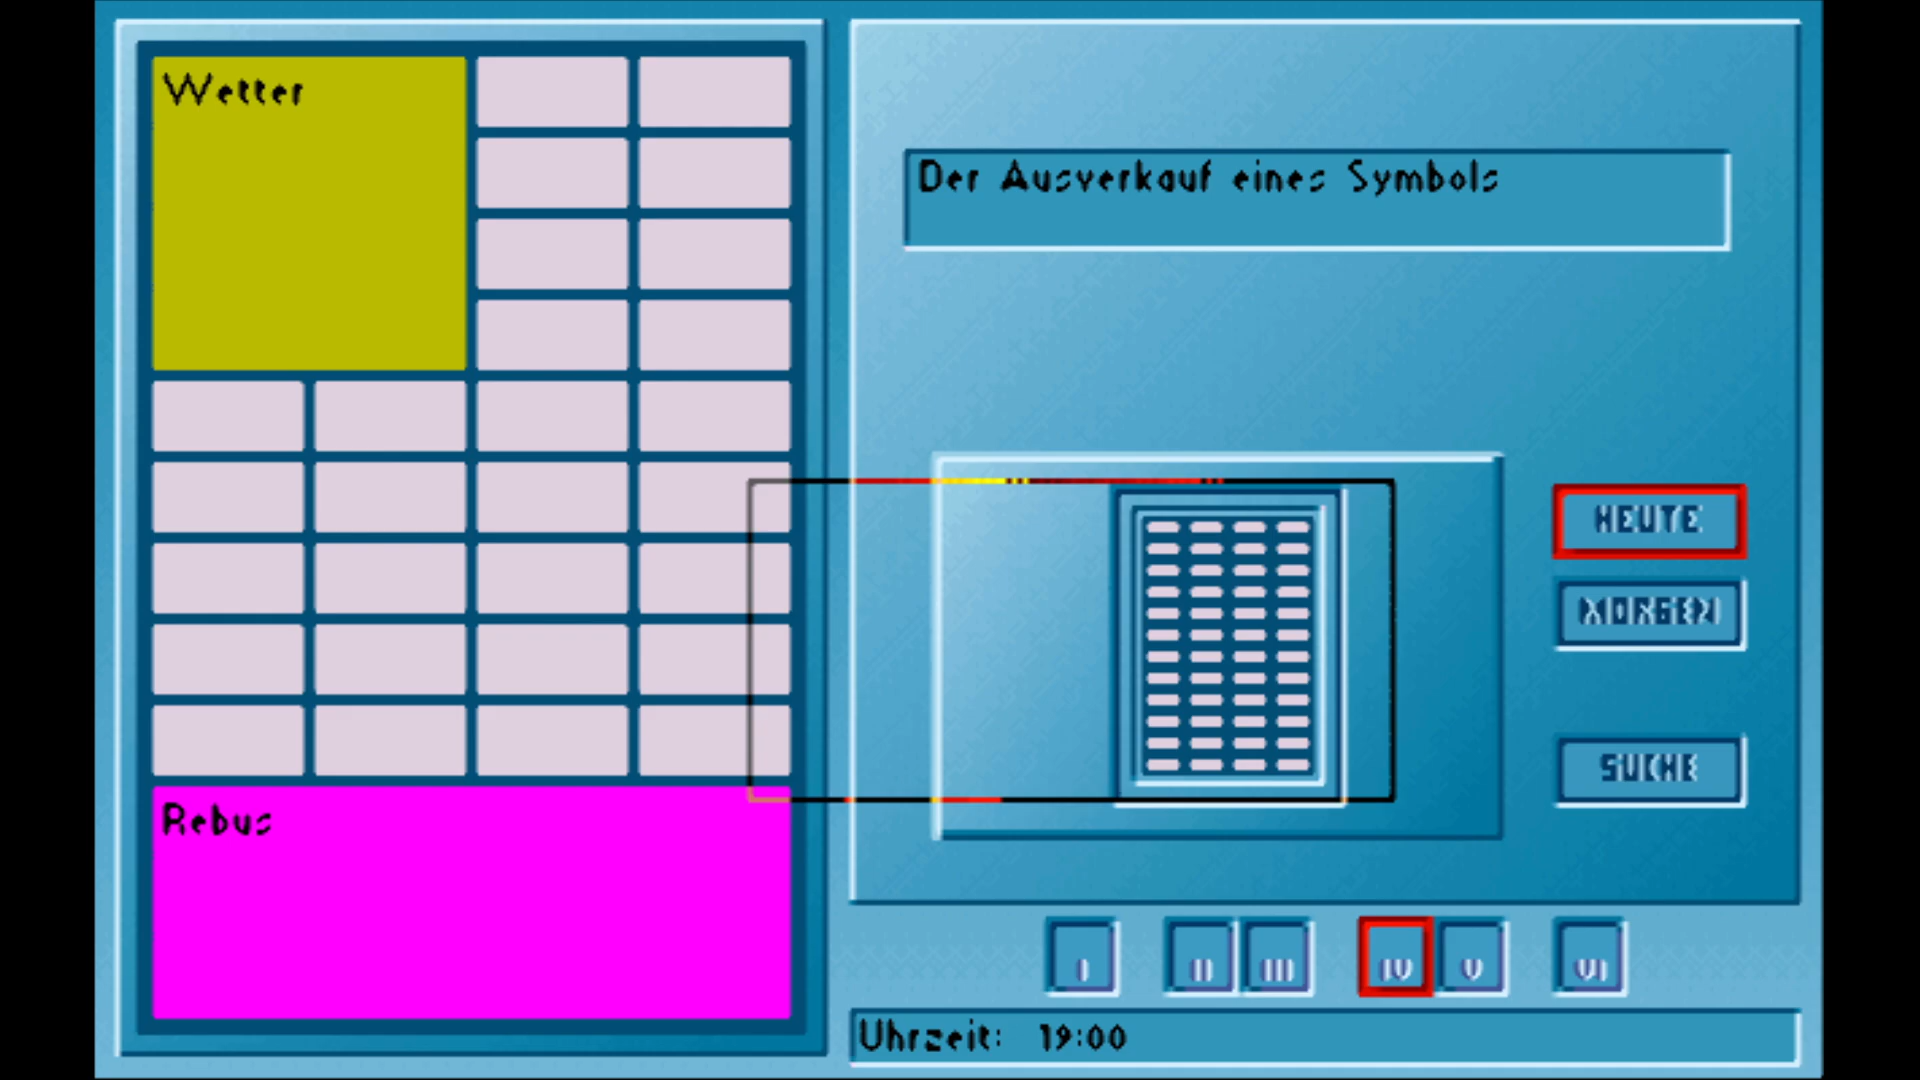 Wetter
Der Ausverkauf eines Symbols
HEUTE
MORGEN
SUCHE
Rebus
I II III IV V VI
Uhrzeit: 19:00